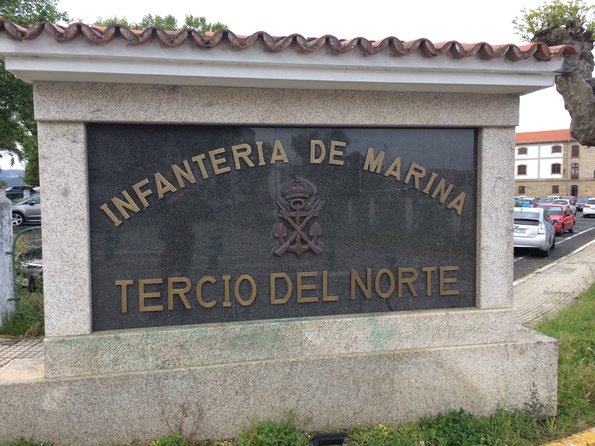 INFANTERIA DE MARINA
TERCIO DEL NORTE